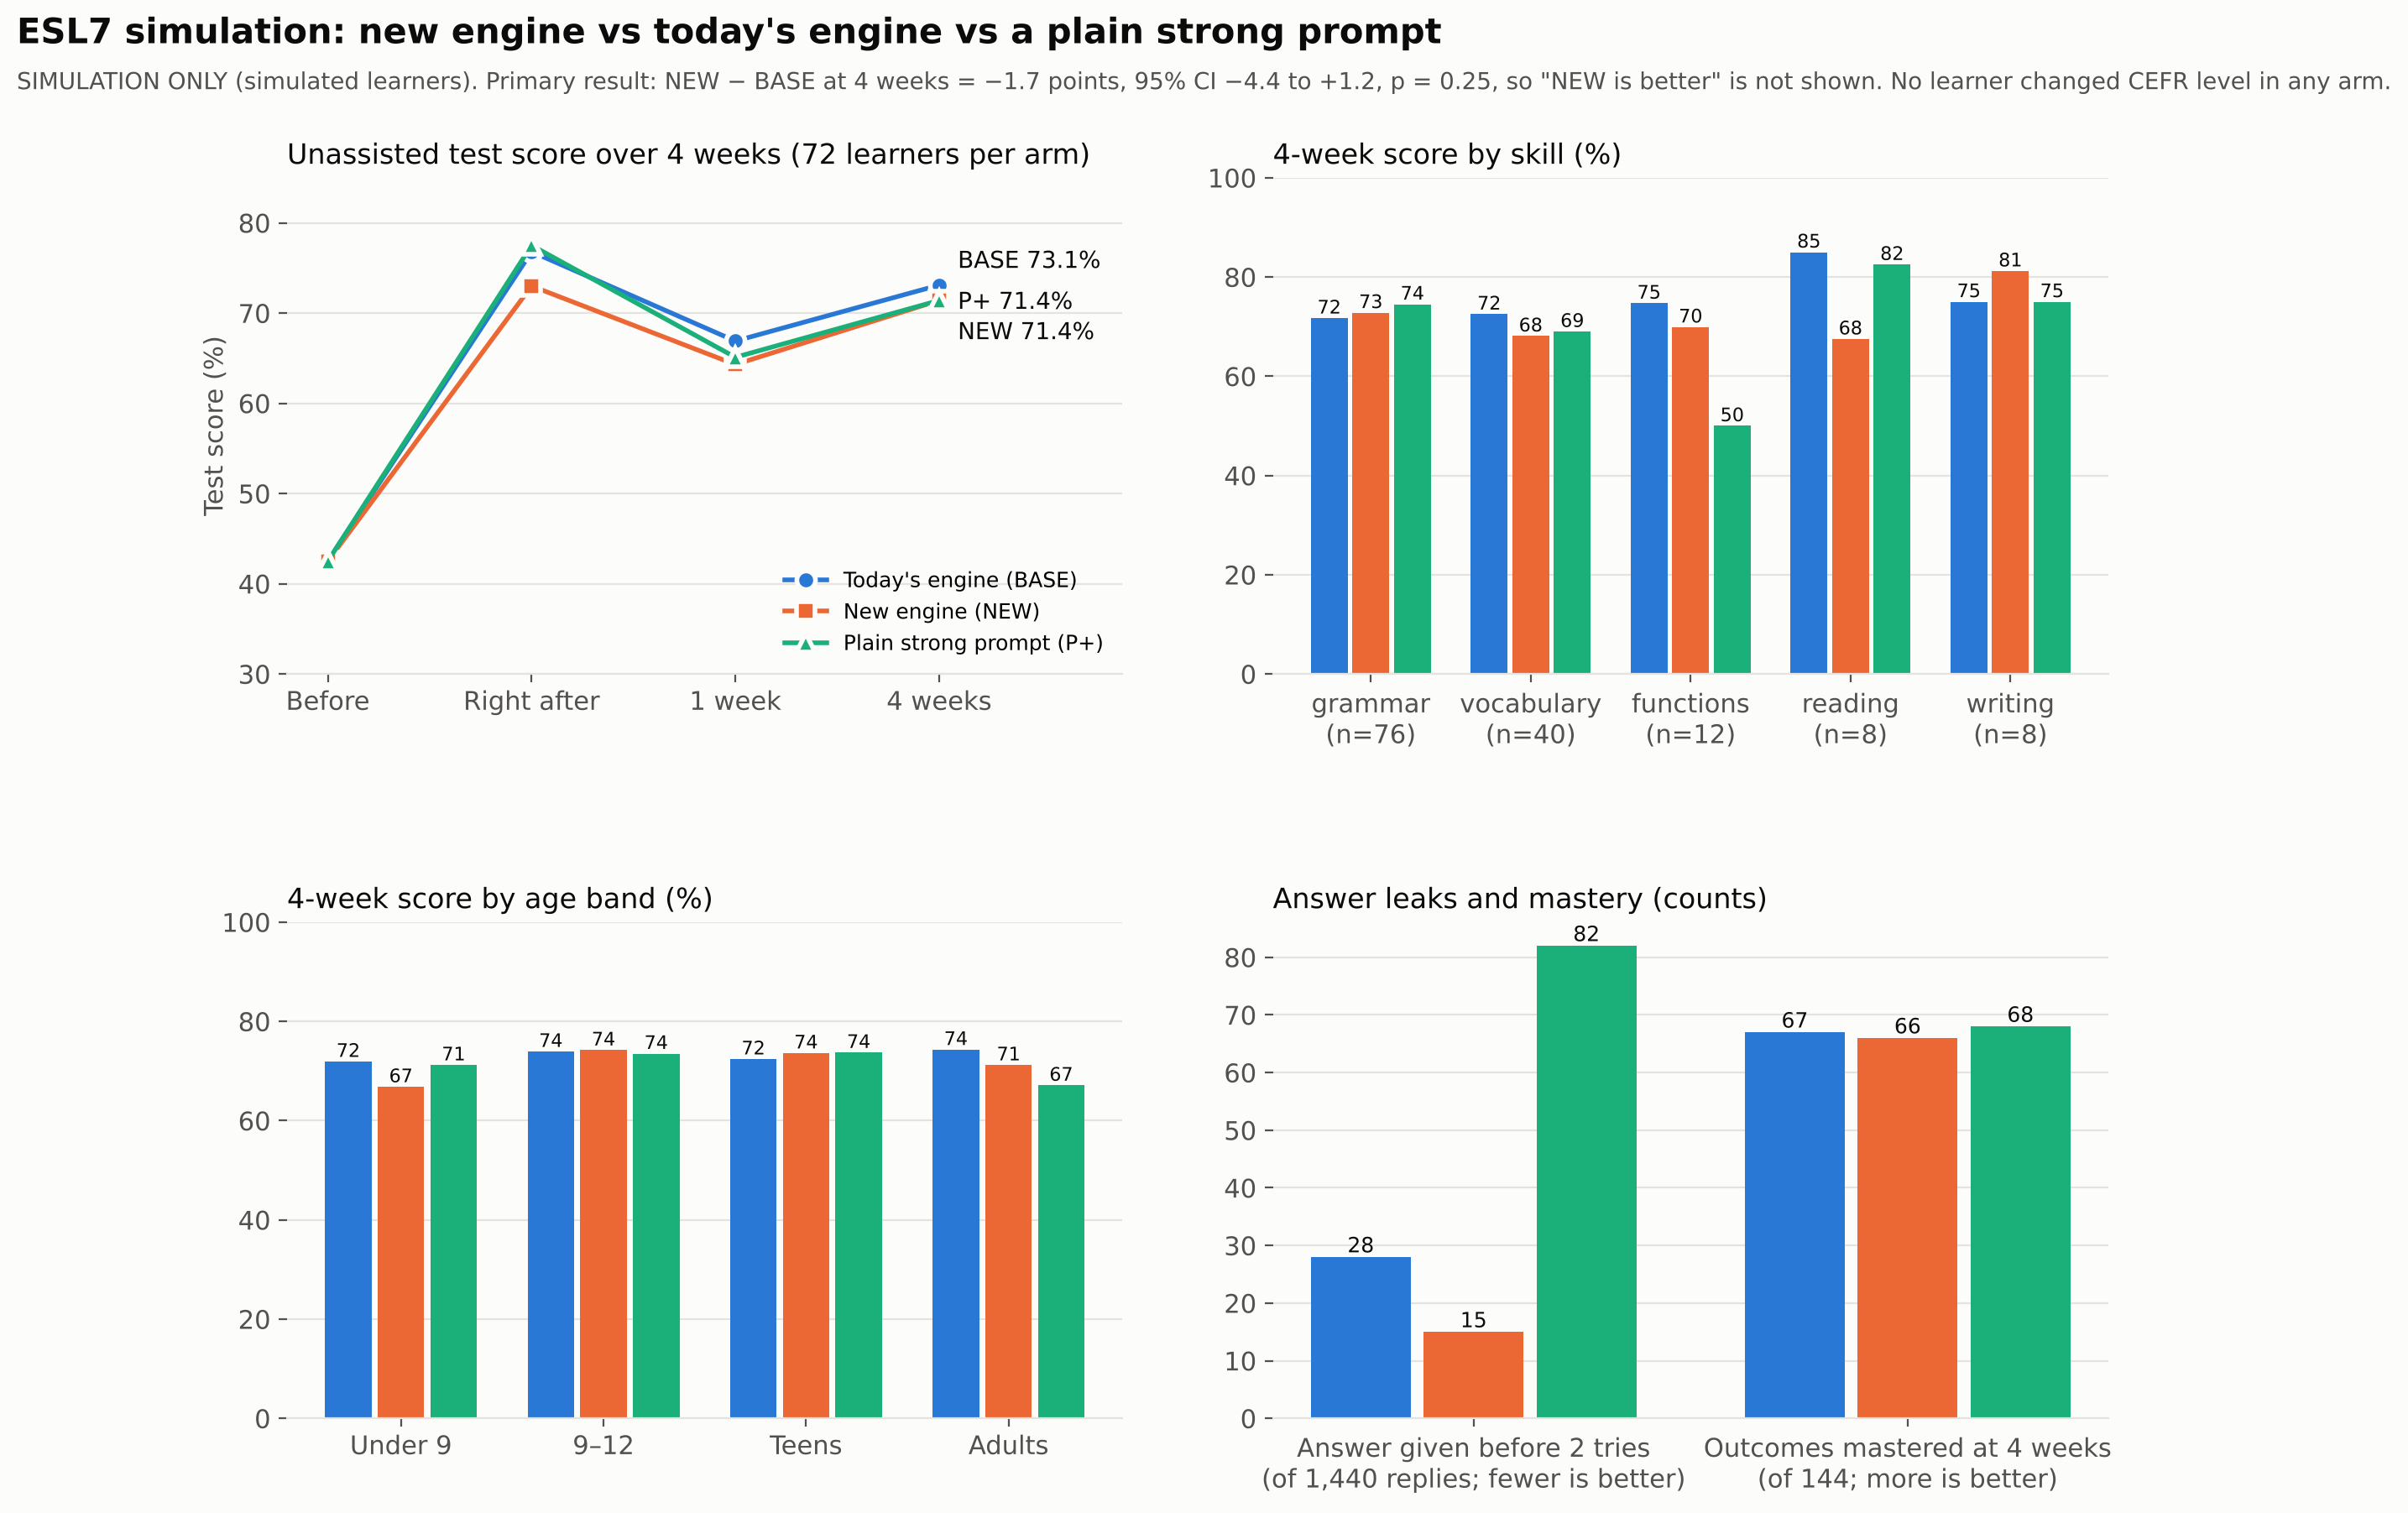 ESL7 simulation: new engine vs today's engine vs a plain strong prompt
SIMULATION ONLY (simulated learners). Primary result: NEW − BASE at 4 weeks = −1.7 points, 95% CI −4.4 to +1.2, p = 0.25, so "NEW is better" is not shown. No learner changed CEFR level in any arm.
Unassisted test score over 4 weeks (72 learners per arm)
Test score (%)
80
70
60
50
40
30
BASE 73.1%
P+ 71.4%
NEW 71.4%
Today's engine (BASE)
New engine (NEW)
Plain strong prompt (P+)
Before
Right after
1 week
4 weeks
4-week score by skill (%)
100
80
60
40
20
0
72 73 74
72 68 69
75 70 50
85 68 82
75 81 75
grammar
(n=76)
vocabulary
(n=40)
functions
(n=12)
reading
(n=8)
writing
(n=8)
4-week score by age band (%)
100
80
60
40
20
0
72 67 71
74 74 74
72 74 74
74 71 67
Under 9
9–12
Teens
Adults
Answer leaks and mastery (counts)
80
70
60
50
40
30
20
10
0
28 15 82
67 66 68
Answer given before 2 tries
(of 1,440 replies; fewer is better)
Outcomes mastered at 4 weeks
(of 144; more is better)